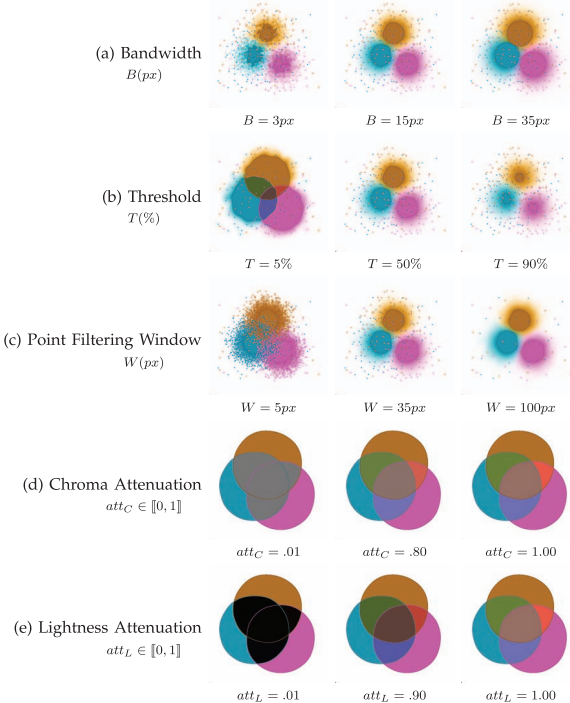 (a) Bandwidth
B(px)
B = 3px
B = 15px
B = 35px
(b) Threshold
T(%)
T = 5%
T = 50%
T = 90%
(c) Point Filtering Window
W(px)
W = 5px
W = 35px
W = 100px
(d) Chroma Attenuation
att_C ∈ ⟦0, 1⟧
att_C = .01
att_C = .80
att_C = 1.00
(e) Lightness Attenuation
att_L ∈ ⟦0, 1⟧
att_L = .01
att_L = .90
att_L = 1.00